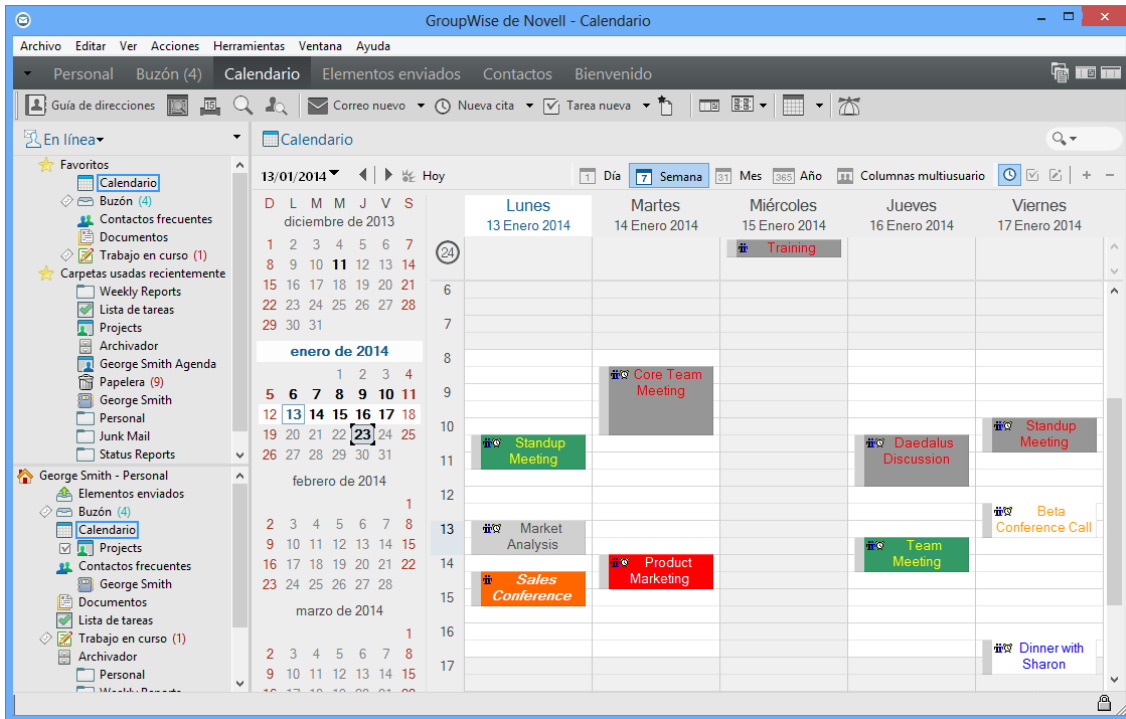 GroupWise de Novell - Calendario
Archivo Editar Ver Acciones Herramientas Ventana Ayuda
Personal Buzón (4) Calendario Elementos enviados Contactos Bienvenido
Guía de direcciones 15 Correo nuevo Nueva cita Tarea nueva
En línea
Favoritos
Calendario
Buzón (4)
Contactos frecuentes
Documentos
Trabajo en curso (1)
Carpetas usadas recientemente
Weekly Reports
Lista de tareas
Projects
Archivador
George Smith Agenda
Papelera (9)
George Smith
Personal
Junk Mail
Status Reports
George Smith - Personal
Elementos enviados
Buzón (4)
Calendario
Projects
Contactos frecuentes
George Smith
Documentos
Lista de tareas
Trabajo en curso (1)
Archivador
Personal
Calendario
13/01/2014 Hoy 1 Día 7 Semana 31 Mes 365 Año Columnas multiusuario
D L M M J V S
diciembre de 2013
1 2 3 4 5 6 7
8 9 10 11 12 13 14
15 16 17 18 19 20 21
22 23 24 25 26 27 28
29 30 31
enero de 2014
1 2 3 4
5 6 7 8 9 10 11
12 13 14 15 16 17 18
19 20 21 22 23 24 25
26 27 28 29 30 31
febrero de 2014
1
2 3 4 5 6 7 8
9 10 11 12 13 14 15
16 17 18 19 20 21 22
23 24 25 26 27 28
marzo de 2014
1
2 3 4 5 6 7 8
9 10 11 12 13 14 15
Lunes Martes Miércoles Jueves Viernes
13 Enero 2014 14 Enero 2014 15 Enero 2014 16 Enero 2014 17 Enero 2014
24
Training
6
7
8
Core Team
Meeting
9
10
Standup
Meeting
Standup
Meeting
Daedalus
Discussion
11
12
Beta
Conference Call
13
Market
Analysis
Team
Meeting
14
Product
Marketing
Sales
Conference
15
16
Dinner with
Sharon
17